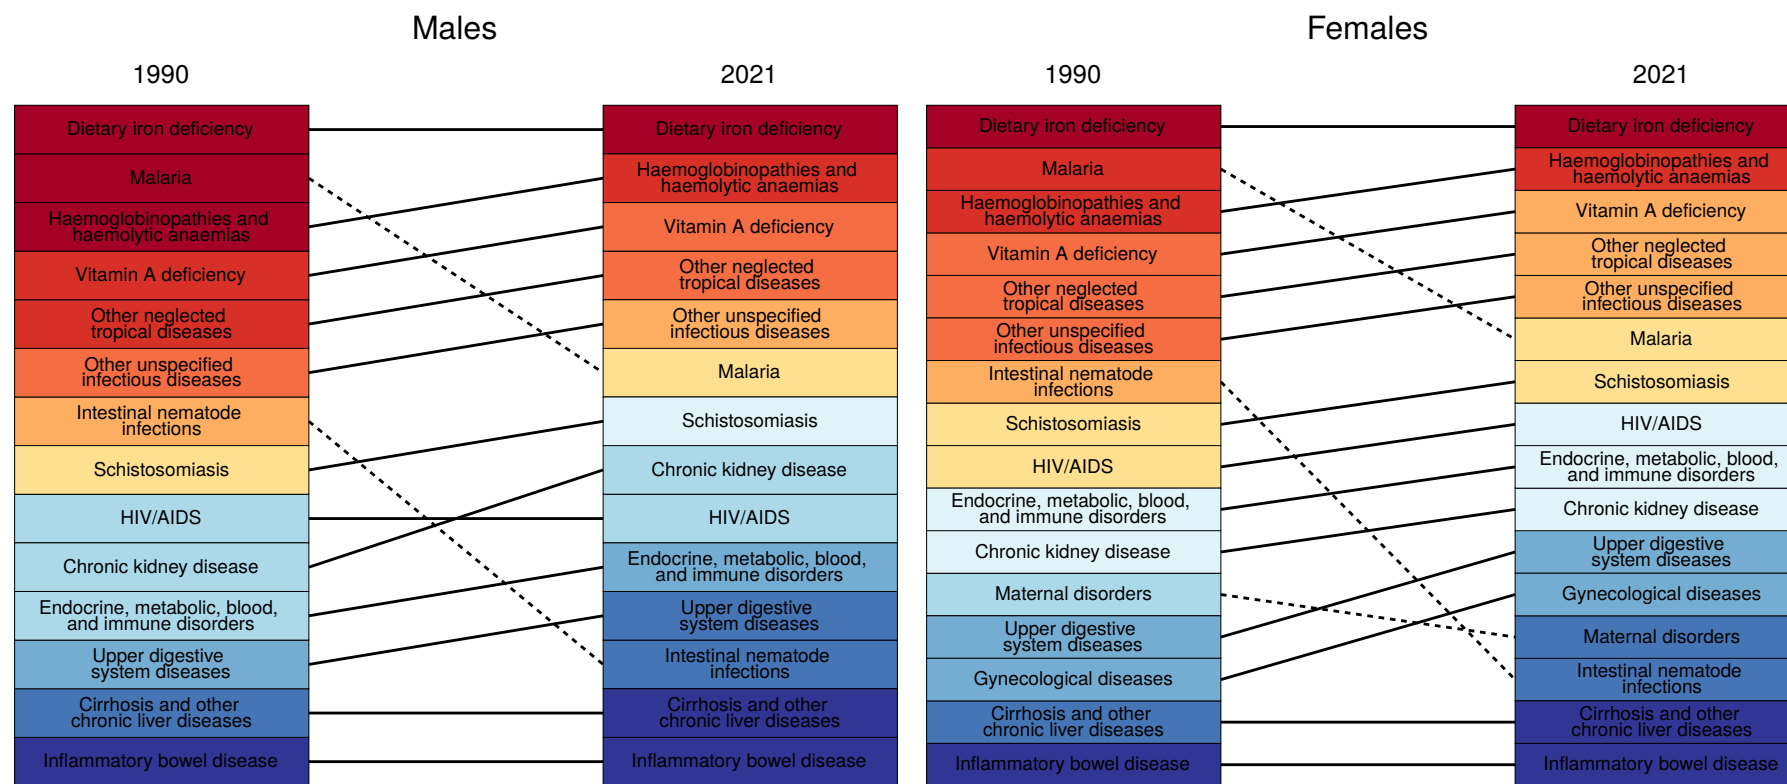 Males
1990
2021
Dietary iron deficiency
Malaria
Haemoglobinopathies and
haemolytic anaemias
Vitamin A deficiency
Other neglected
tropical diseases
Other unspecified
infectious diseases
Intestinal nematode
infections
Schistosomiasis
HIV/AIDS
Chronic kidney disease
Endocrine, metabolic, blood,
and immune disorders
Upper digestive
system diseases
Cirrhosis and other
chronic liver diseases
Inflammatory bowel disease
Dietary iron deficiency
Haemoglobinopathies and
haemolytic anaemias
Vitamin A deficiency
Other neglected
tropical diseases
Other unspecified
infectious diseases
Malaria
Schistosomiasis
Chronic kidney disease
HIV/AIDS
Endocrine, metabolic, blood,
and immune disorders
Upper digestive
system diseases
Intestinal nematode
infections
Cirrhosis and other
chronic liver diseases
Inflammatory bowel disease
Females
1990
2021
Dietary iron deficiency
Malaria
Haemoglobinopathies and
haemolytic anaemias
Vitamin A deficiency
Other neglected
tropical diseases
Other unspecified
infectious diseases
Intestinal nematode
infections
Schistosomiasis
HIV/AIDS
Endocrine, metabolic, blood,
and immune disorders
Chronic kidney disease
Maternal disorders
Upper digestive
system diseases
Gynecological diseases
Cirrhosis and other
chronic liver diseases
Inflammatory bowel disease
Dietary iron deficiency
Haemoglobinopathies and
haemolytic anaemias
Vitamin A deficiency
Other neglected
tropical diseases
Other unspecified
infectious diseases
Malaria
Schistosomiasis
HIV/AIDS
Endocrine, metabolic, blood,
and immune disorders
Chronic kidney disease
Upper digestive
system diseases
Gynecological diseases
Maternal disorders
Intestinal nematode
infections
Cirrhosis and other
chronic liver diseases
Inflammatory bowel disease